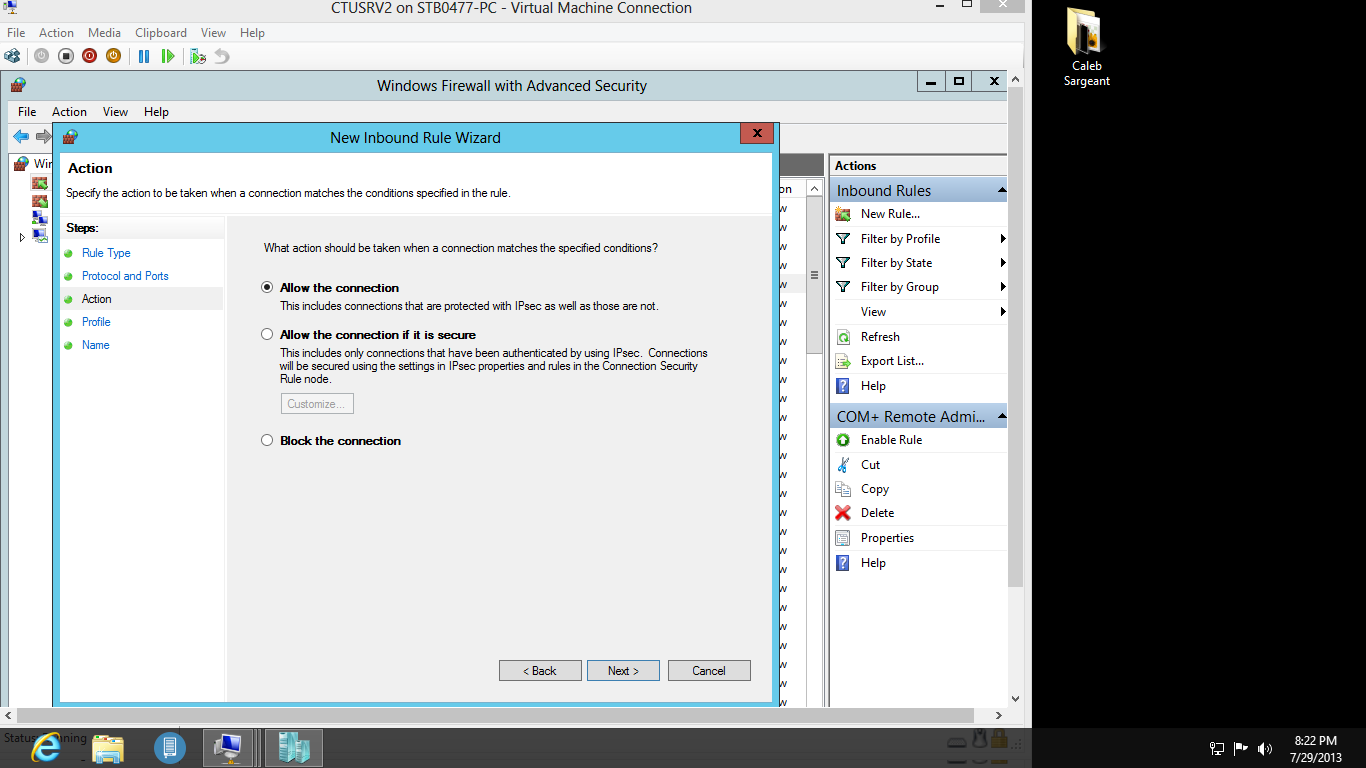 CTUSRV2 on STB0477-PC - Virtual Machine Connection
File Action Media Clipboard View Help
Windows Firewall with Advanced Security
File Action View Help
New Inbound Rule Wizard
Action
Specify the action to be taken when a connection matches the conditions specified in the rule.
Steps:
Rule Type
Protocol and Ports
Action
Profile
Name
What action should be taken when a connection matches the specified conditions?
Allow the connection
This includes connections that are protected with IPsec as well as those are not.
Allow the connection if it is secure
This includes only connections that have been authenticated by using IPsec. Connections
will be secured using the settings in IPsec properties and rules in the Connection Security
Rule node.
Customize...
Block the connection
< Back
Next >
Cancel
Actions
Inbound Rules
New Rule...
Filter by Profile
Filter by State
Filter by Group
View
Refresh
Export List...
Help
COM+ Remote Admi...
Enable Rule
Cut
Copy
Delete
Properties
Help
Caleb
Sargeant
8:22 PM
7/29/2013